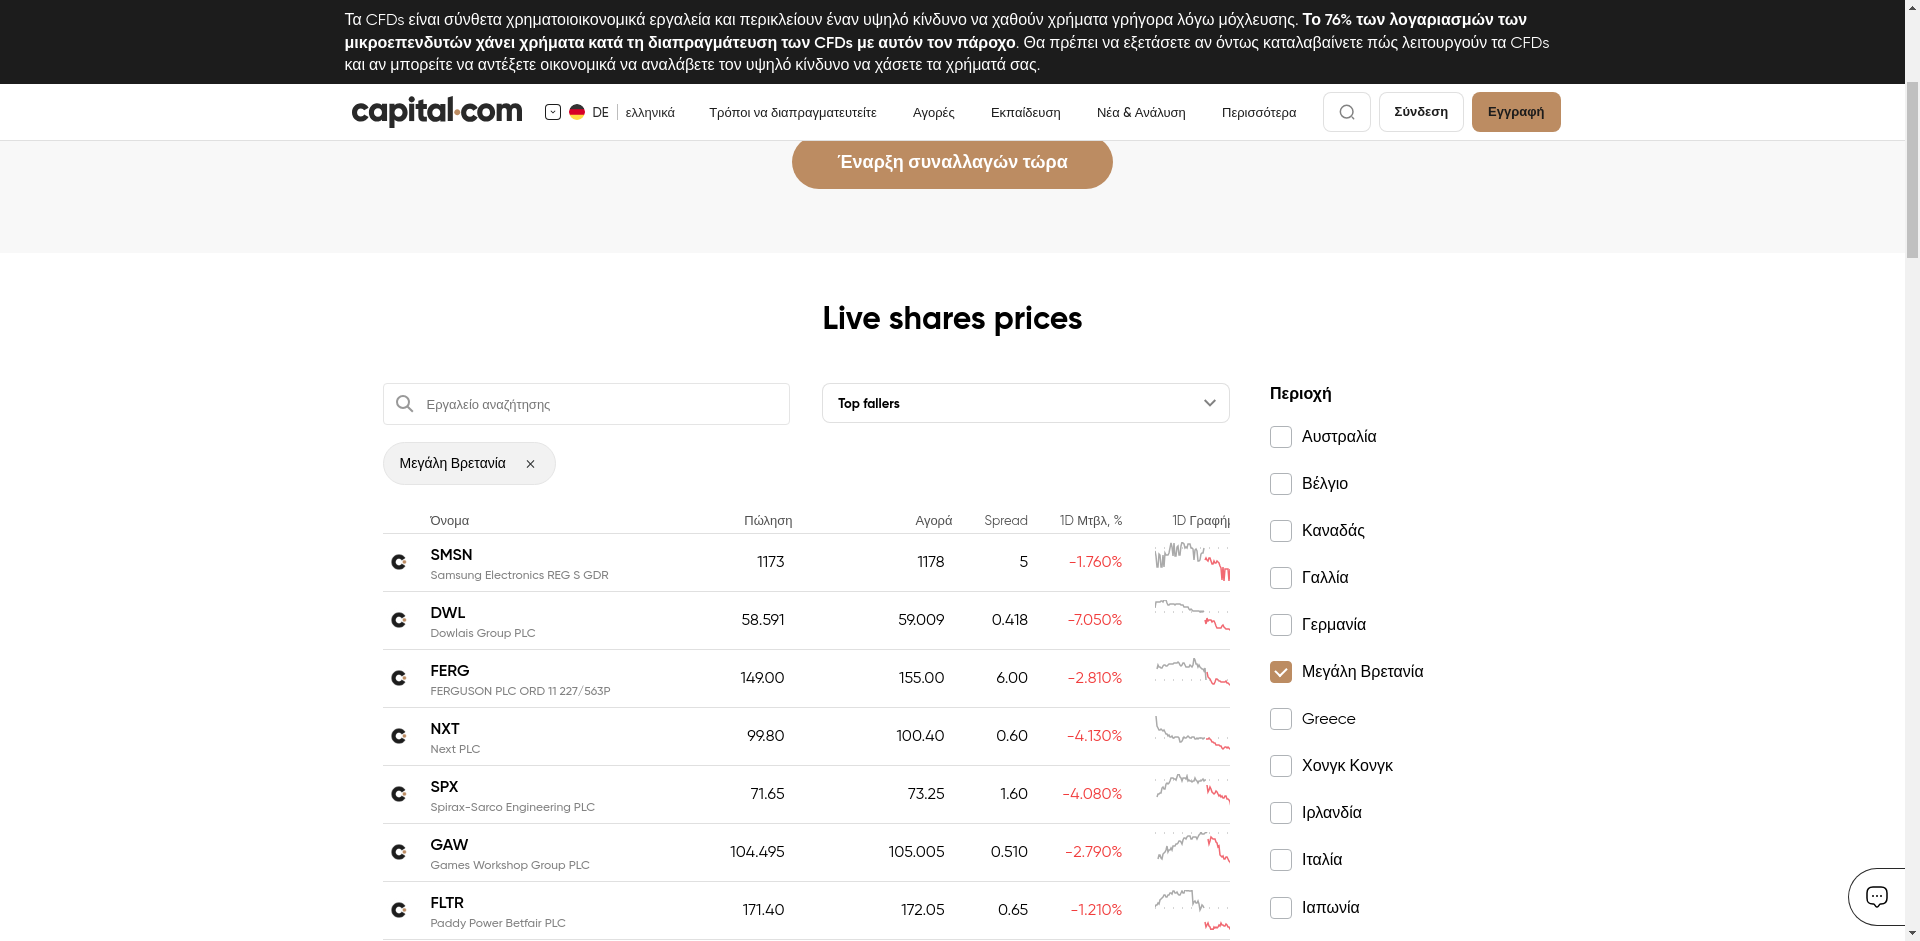 Τα CFDs είναι σύνθετα χρηματοιοικονομικά εργαλεία και περικλείουν έναν υψηλό κίνδυνο να χαθούν χρήματα γρήγορα λόγω μόχλευσης. Το 76% των λογαριασμών των
μικροεπενδυτών χάνει χρήματα κατά τη διαπραγμάτευση των CFDs με αυτόν τον πάροχο. Θα πρέπει να εξετάσετε αν όντως καταλαβαίνετε πώς λειτουργούν τα CFDs
και αν μπορείτε να αντέξετε οικονομικά να αναλάβετε τον υψηλό κίνδυνο να χάσετε τα χρήματά σας.
capital.com DE ελληνικά Τρόποι να διαπραγματευτείτε Αγορές Εκπαίδευση Νέα & Ανάλυση Περισσότερα Σύνδεση Εγγραφή
Έναρξη συναλλαγών τώρα
Live shares prices
Εργαλείο αναζήτησης
Top fallers
Μεγάλη Βρετανία
Όνομα Πώληση Αγορά Spread 1D Μτβλ, % 1D Γραφή
SMSN 1173 1178 5 -1.760%
Samsung Electronics REG S GDR
DWL 58.591 59.009 0.418 -7.050%
Dowlais Group PLC
FERG 149.00 155.00 6.00 -2.810%
FERGUSON PLC ORD 11 227/563P
NXT 99.80 100.40 0.60 -4.130%
Next PLC
SPX 71.65 73.25 1.60 -4.080%
Spirax-Sarco Engineering PLC
GAW 104.495 105.005 0.510 -2.790%
Games Workshop Group PLC
FLTR 171.40 172.05 0.65 -1.210%
Paddy Power Betfair PLC
Περιοχή
Αυστραλία
Βέλγιο
Καναδάς
Γαλλία
Γερμανία
Μεγάλη Βρετανία
Greece
Χονγκ Κονγκ
Ιρλανδία
Ιταλία
Ιαπωνία